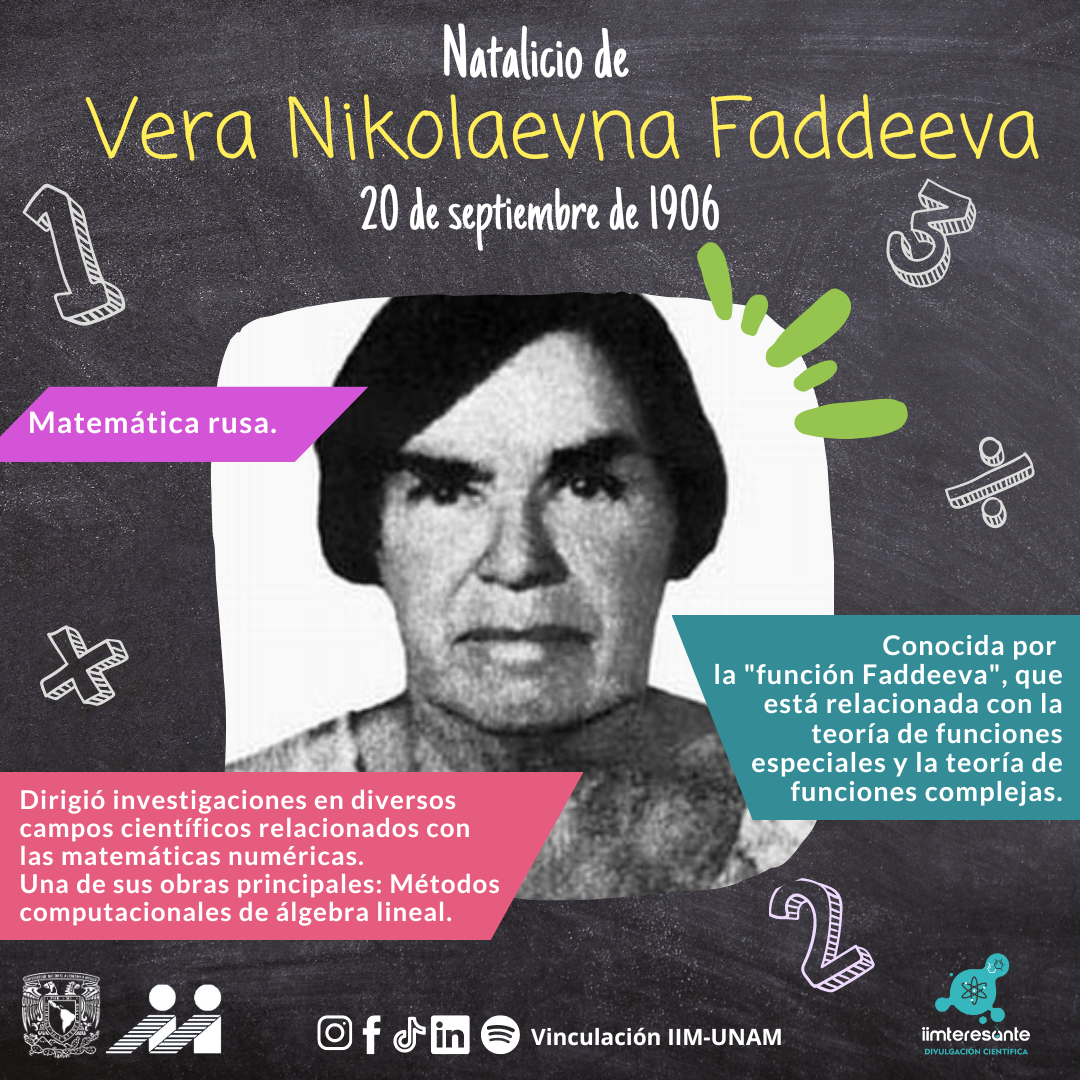 Natalicio de
Vera Nikolaevna Faddeeva
20 de septiembre de 1906
1
3
Matemática rusa.
÷
×
Conocida por
la "función Faddeeva", que
está relacionada con la
teoría de funciones
especiales y la teoría de
funciones complejas.
Dirigió investigaciones en diversos
campos científicos relacionados con
las matemáticas numéricas.
Una de sus obras principales: Métodos
computacionales de álgebra lineal.
2
Vinculación IIM-UNAM
iimteresante
DIVULGACIÓN CIENTÍFICA